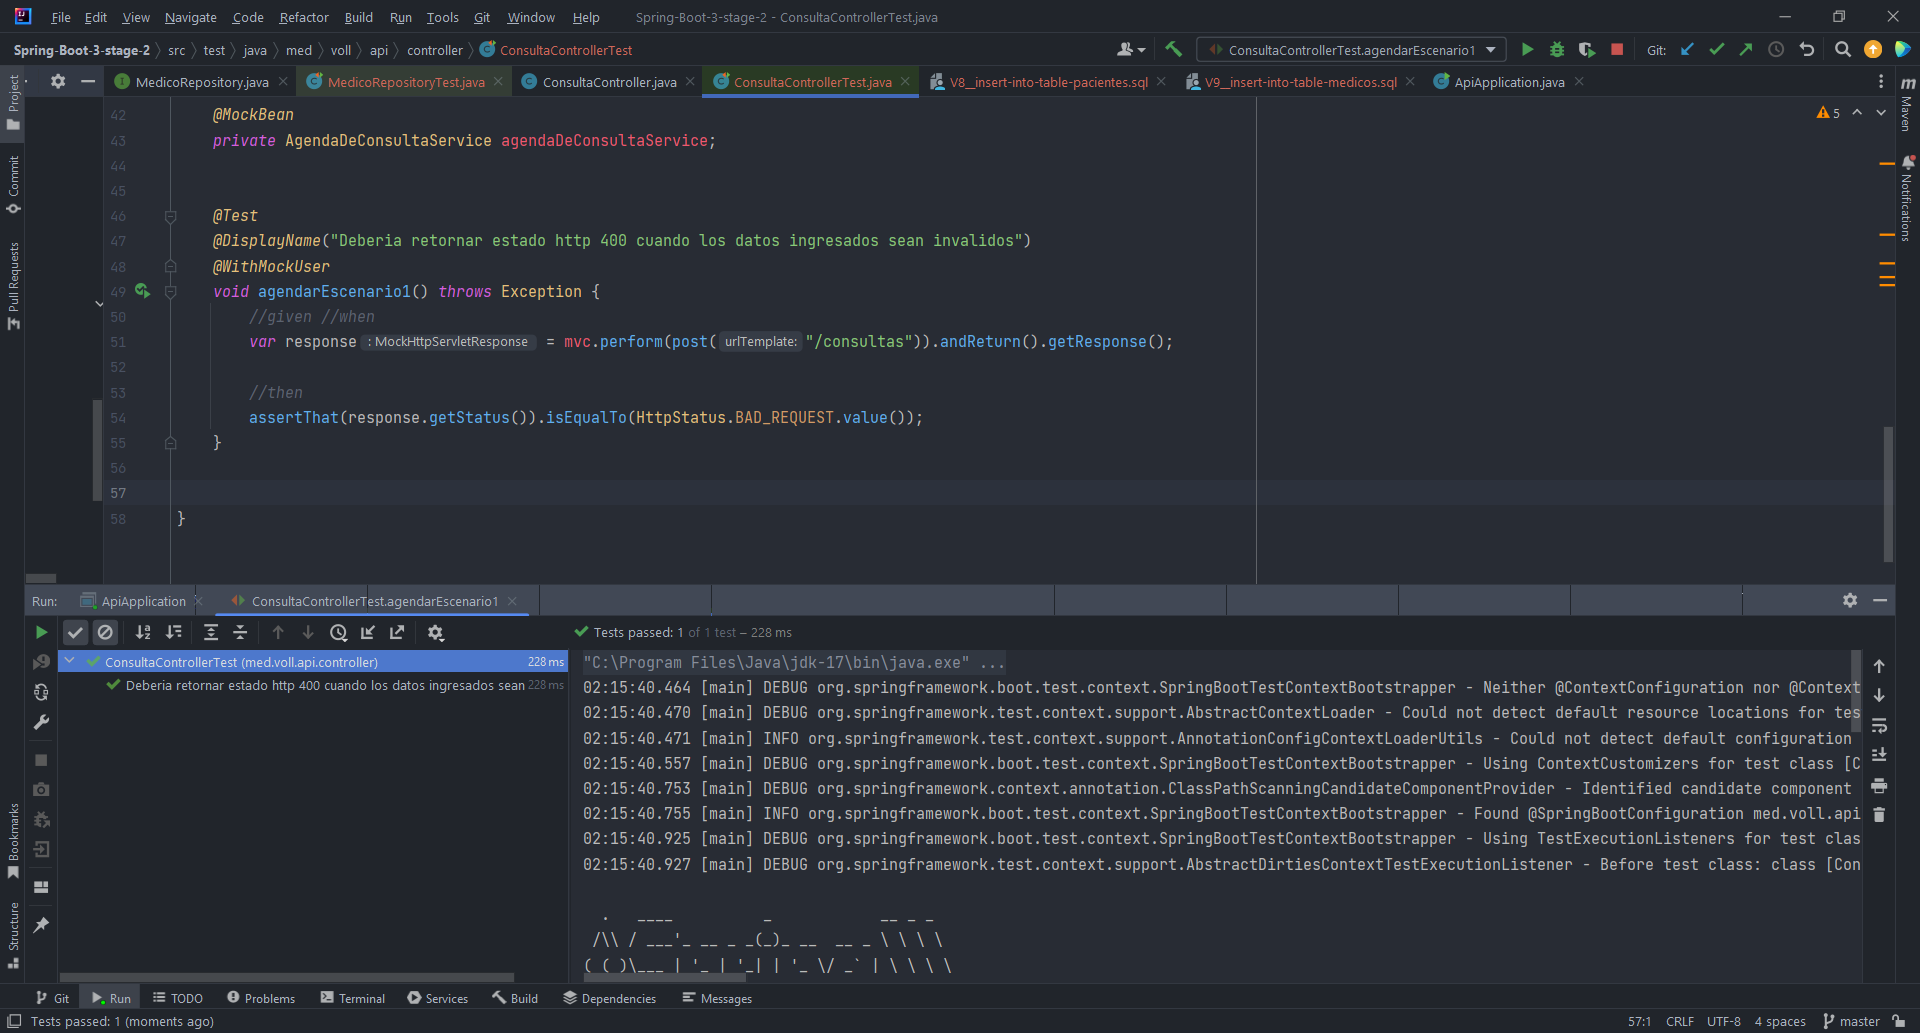 File Edit View Navigate Code Refactor Build Run Tools Git Window Help Spring-Boot-3-stage-2 - ConsultaControllerTest.java
Spring-Boot-3-stage-2 src test java med voll api controller ConsultaControllerTest ConsultaControllerTest.agendarEscenario1 Git:
MedicoRepository.java MedicoRepositoryTest.java ConsultaController.java ConsultaControllerTest.java V8__insert-into-table-pacientes.sql V9__insert-into-table-medicos.sql ApiApplication.java
Project
Commit
Pull Requests
Bookmarks
Structure
Maven
Notifications
5
42 @MockBean
43 private AgendaDeConsultaService agendaDeConsultaService;
44
45
46 @Test
47 @DisplayName("Deberia retornar estado http 400 cuando los datos ingresados sean invalidos")
48 @WithMockUser
49 void agendarEscenario1() throws Exception {
50 //given //when
51 var response : MockHttpServletResponse = mvc.perform(post( urlTemplate: "/consultas")).andReturn().getResponse();
52
53 //then
54 assertThat(response.getStatus()).isEqualTo(HttpStatus.BAD_REQUEST.value());
55 }
56
57
58 }
Run: ApiApplication ConsultaControllerTest.agendarEscenario1
Tests passed: 1 of 1 test – 228 ms
ConsultaControllerTest (med.voll.api.controller) 228 ms
Deberia retornar estado http 400 cuando los datos ingresados sean 228 ms
"C:\Program Files\Java\jdk-17\bin\java.exe" ...
02:15:40.464 [main] DEBUG org.springframework.boot.test.context.SpringBootTestContextBootstrapper - Neither @ContextConfiguration nor @Context
02:15:40.470 [main] DEBUG org.springframework.test.context.support.AbstractContextLoader - Could not detect default resource locations for tes
02:15:40.471 [main] INFO org.springframework.test.context.support.AnnotationConfigContextLoaderUtils - Could not detect default configuration
02:15:40.557 [main] DEBUG org.springframework.boot.test.context.SpringBootTestContextBootstrapper - Using ContextCustomizers for test class [C
02:15:40.753 [main] DEBUG org.springframework.context.annotation.ClassPathScanningCandidateComponentProvider - Identified candidate component
02:15:40.755 [main] INFO org.springframework.boot.test.context.SpringBootTestContextBootstrapper - Found @SpringBootConfiguration med.voll.api
02:15:40.925 [main] DEBUG org.springframework.boot.test.context.SpringBootTestContextBootstrapper - Using TestExecutionListeners for test clas
02:15:40.927 [main] DEBUG org.springframework.test.context.support.AbstractDirtiesContextTestExecutionListener - Before test class: class [Con
  .   ____          _            __ _ _
 /\\ / ___'_ __ _ _(_)_ __  __ _ \ \ \ \
( ( )\___ | '_ | '_| | '_ \/ _` | \ \ \ \
Git Run TODO Problems Terminal Services Build Dependencies Messages
Tests passed: 1 (moments ago) 57:1 CRLF UTF-8 4 spaces master